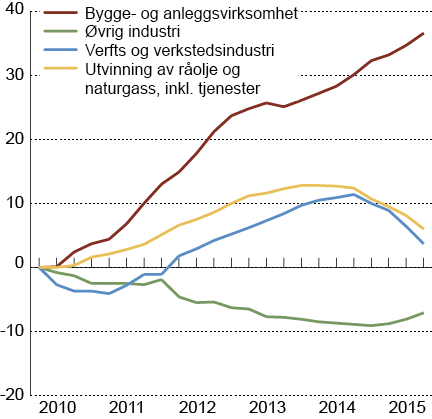 40
Bygge- og anleggsvirksomhet
Øvrig industri
Verfts og verkstedsindustri
Utvinning av råolje og
naturgass, inkl. tjenester
30
20
10
0
-10
-20
2010 2011 2012 2013 2014 2015